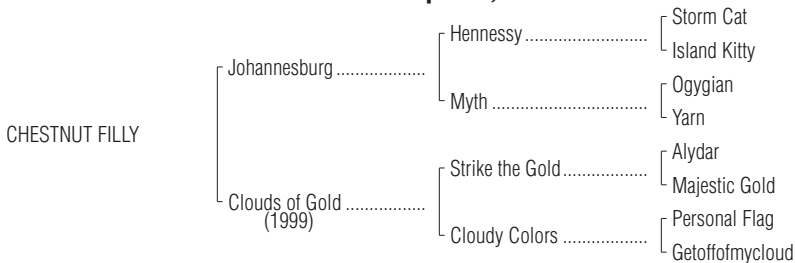 Storm Cat
Hennessy ............................
Island Kitty
Johannesburg ...................
Ogygian
Myth ...................................
Yarn
CHESTNUT FILLY
Alydar
Strike the Gold...................
Majestic Gold
Clouds of Gold .................
(1999)
Personal Flag
Cloudy Colors ...................
Getoffofmycloud